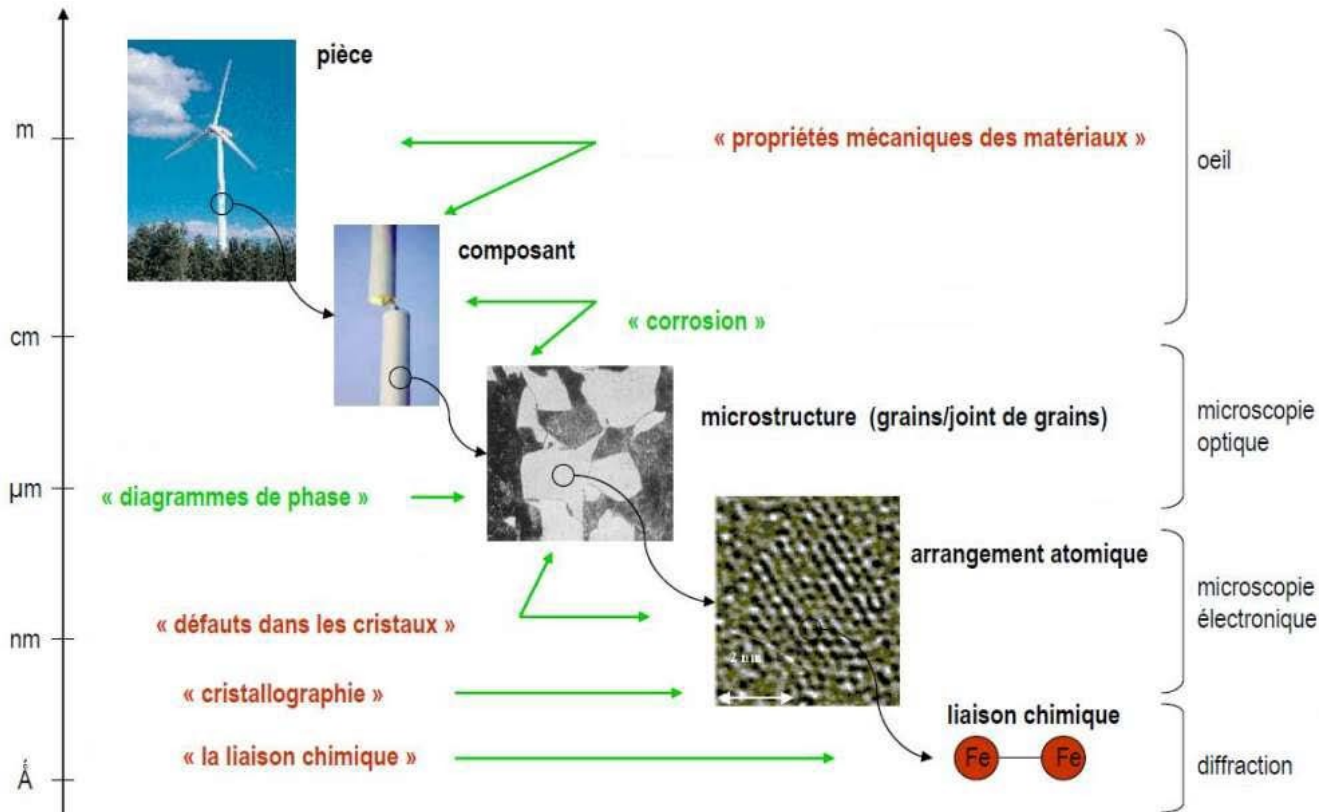 pièce
m
« propriétés mécaniques des matériaux »
oeil
composant
« corrosion »
cm
microstructure (grains/joint de grains)
microscopie
optique
µm
« diagrammes de phase »
arrangement atomique
microscopie
électronique
« défauts dans les cristaux »
nm
2 nm
« cristallographie »
liaison chimique
« la liaison chimique »
Fe
Fe
diffraction
Å